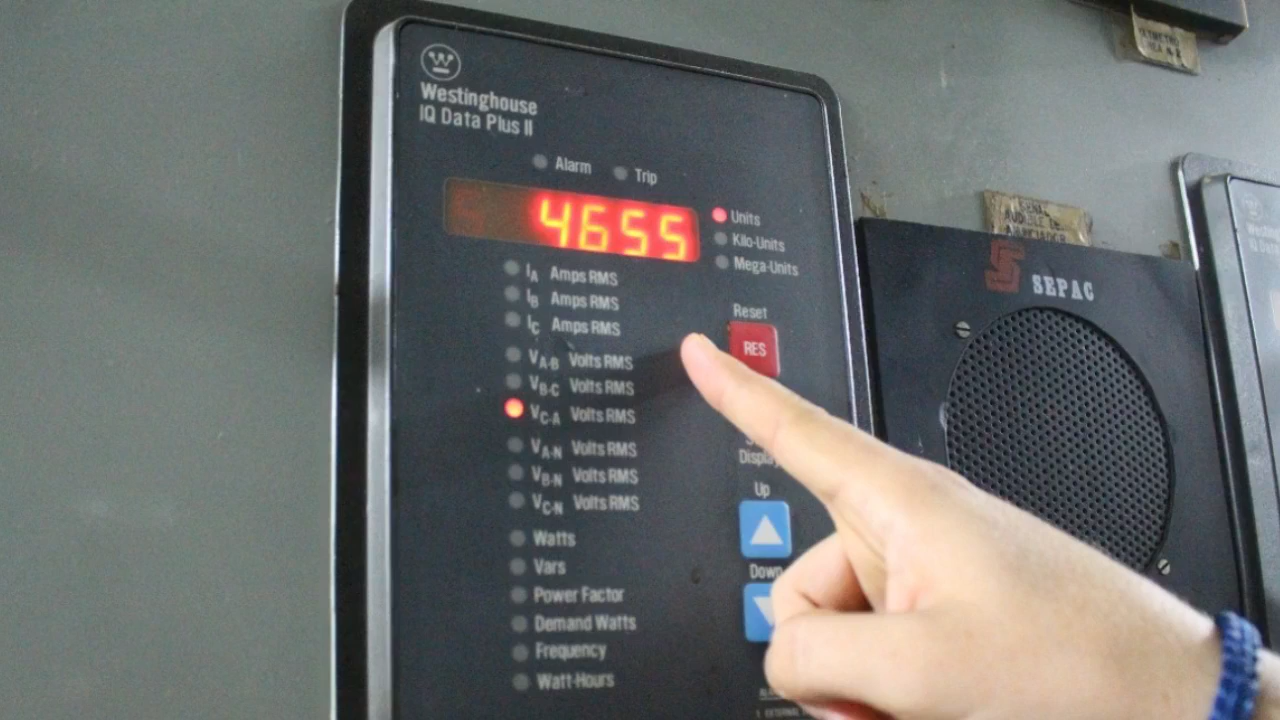 Westinghouse
IQ Data Plus II
Alarm
Trip
4655
Units
Kilo-Units
Mega-Units
IA Amps RMS
IB Amps RMS
IC Amps RMS
VA-B Volts RMS
VB-C Volts RMS
VC-A Volts RMS
VA-N Volts RMS
VB-N Volts RMS
VC-N Volts RMS
Watts
Vars
Power Factor
Demand Watts
Frequency
Watt-Hours
Reset
RES
Display
Up
Down
1. EXTERNAL
SEPAC